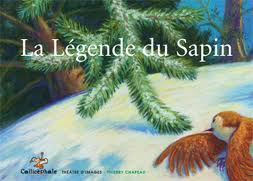 La Légende du Sapin
Callicéphale THÉÂTRE D'IMAGES - THIERRY CHAPEAU